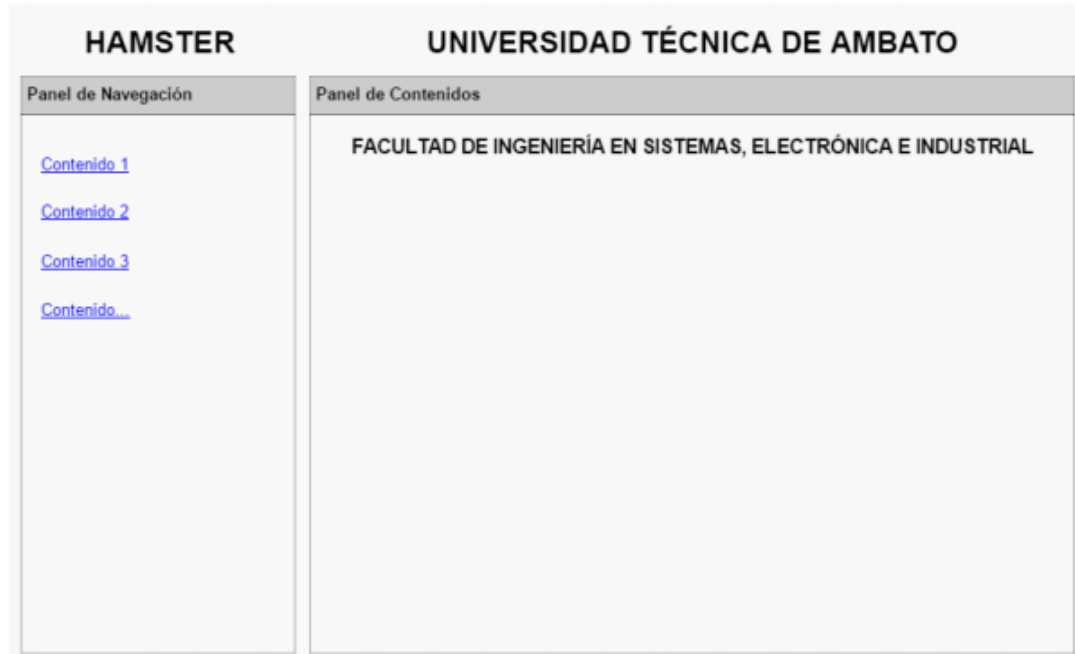 HAMSTER
UNIVERSIDAD TÉCNICA DE AMBATO
Panel de Navegación
Contenido 1
Contenido 2
Contenido 3
Contenido...
Panel de Contenidos
FACULTAD DE INGENIERÍA EN SISTEMAS, ELECTRÓNICA E INDUSTRIAL